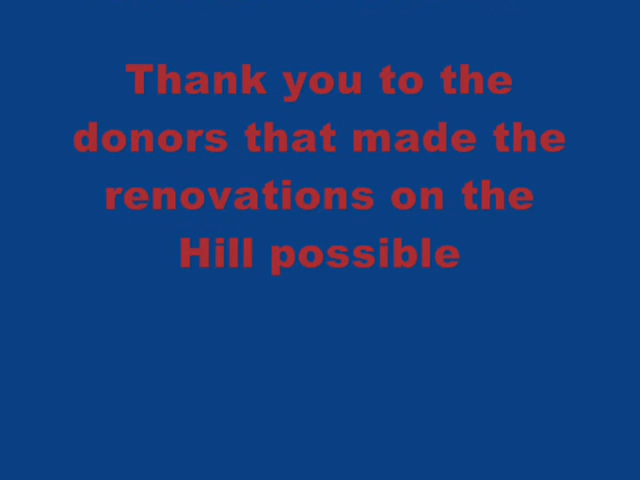 Thank you to the
donors that made the
renovations on the
Hill possible